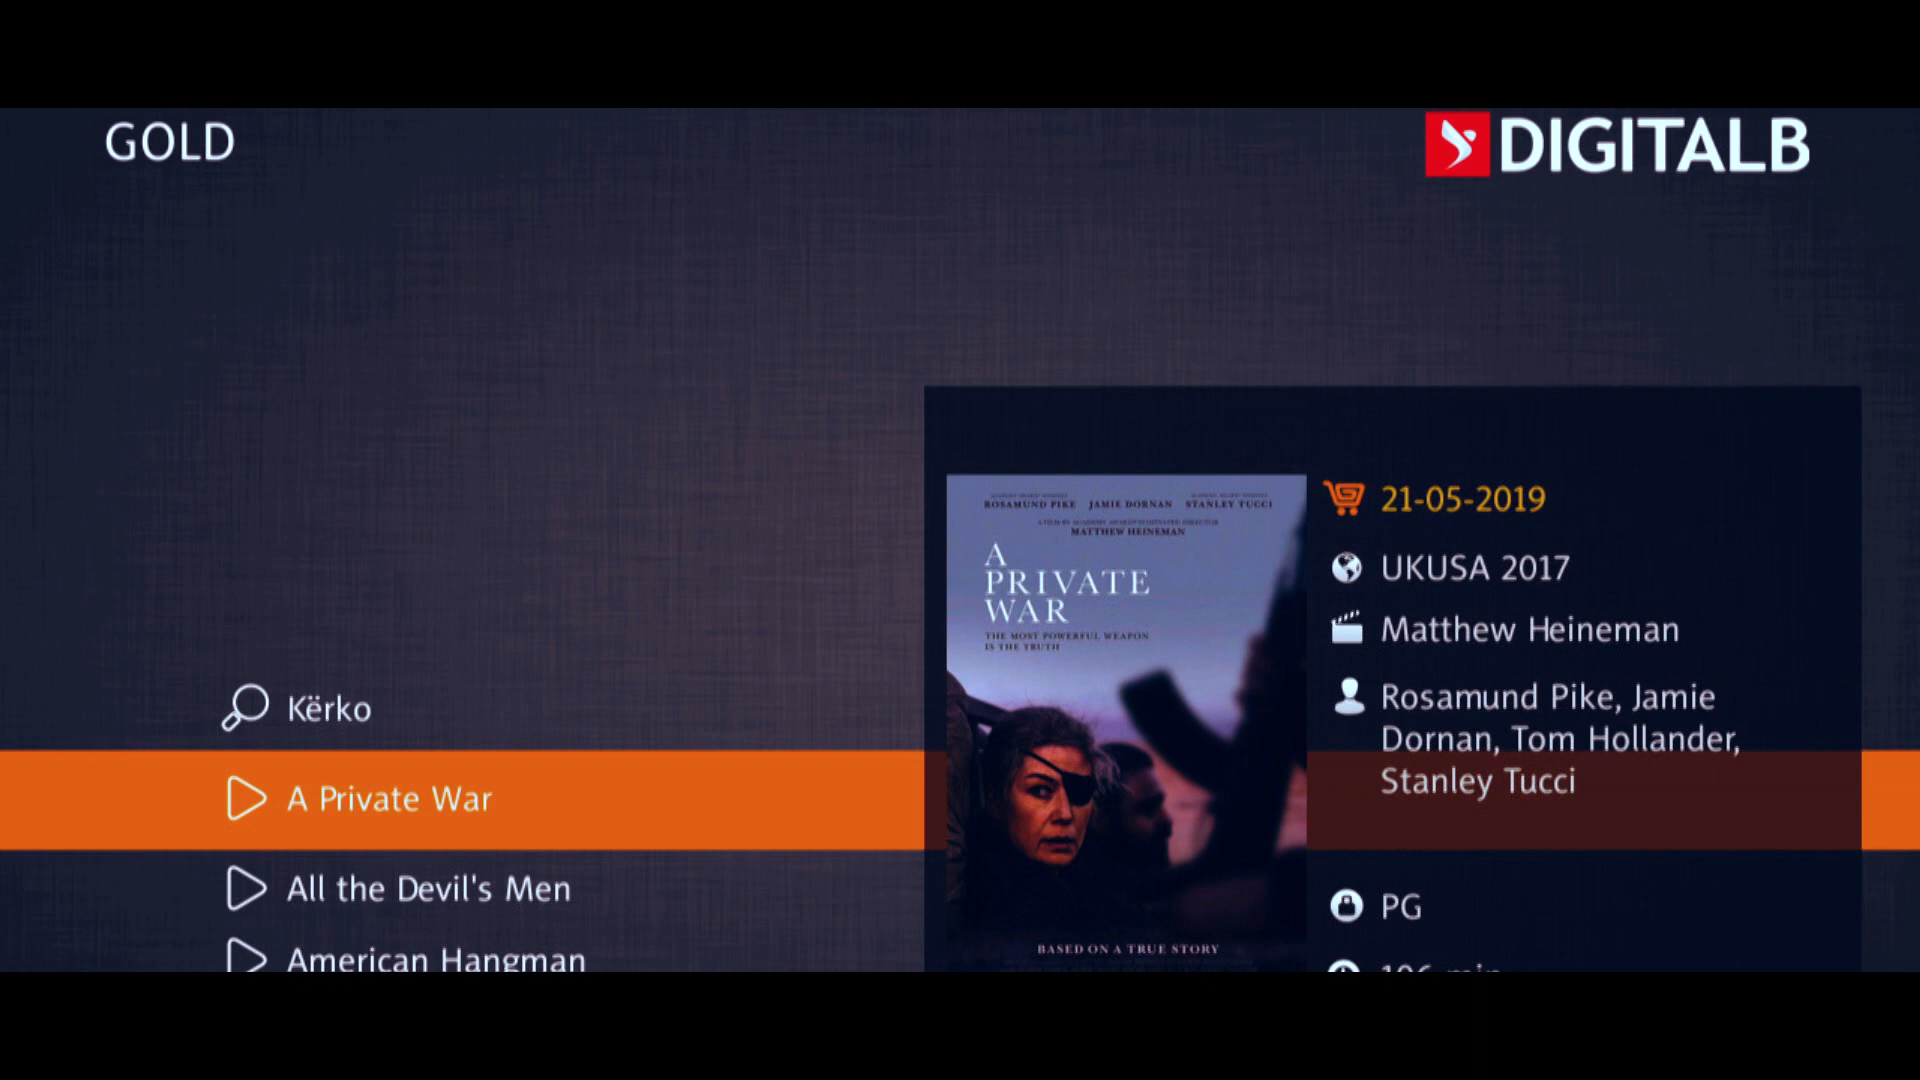 GOLD
DIGITALB
Kërko
A Private War
All the Devil's Men
American Hangman
ROSAMUND PIKE JAMIE DORNAN STANLEY TUCCI
MATTHEW HEINEMAN
A
PRIVATE
WAR
THE MOST POWERFUL WEAPON
IS THE TRUTH
BASED ON A TRUE STORY
21-05-2019
UKUSA 2017
Matthew Heineman
Rosamund Pike, Jamie
Dornan, Tom Hollander,
Stanley Tucci
PG
106 min